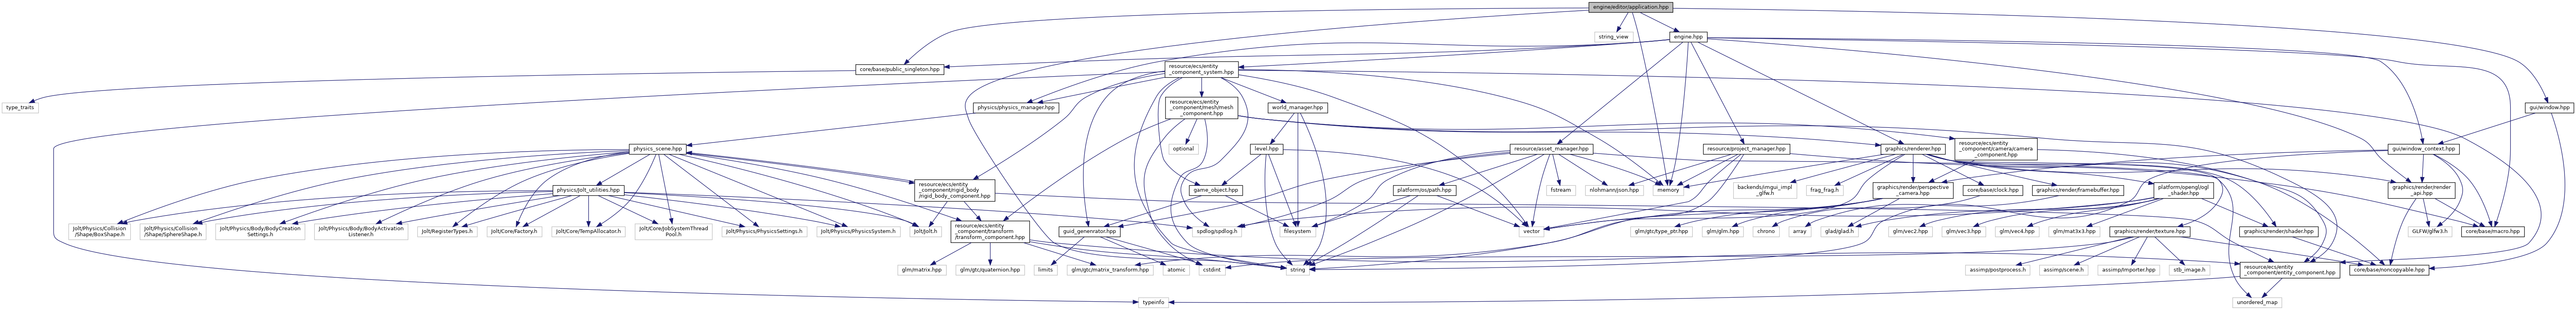 engine/editor/application.hpp
string_view
engine.hpp
core/base/public_singleton.hpp
resource/ecs/entity
_component_system.hpp
type_traits
physics/physics_manager.hpp
resource/ecs/entity
_component/mesh/mesh
_component.hpp
world_manager.hpp
gui/window.hpp
physics_scene.hpp
optional
level.hpp
resource/asset_manager.hpp
resource/project_manager.hpp
graphics/renderer.hpp
resource/ecs/entity
_component/camera/camera
_component.hpp
gui/window_context.hpp
physics/jolt_utilities.hpp
resource/ecs/entity
_component/rigid_body
/rigid_body_component.hpp
game_object.hpp
platform/os/path.hpp
fstream
nlohmann/json.hpp
memory
backends/imgui_impl
_glfw.h
frag_frag.h
graphics/render/perspective
_camera.hpp
core/base/clock.hpp
graphics/render/framebuffer.hpp
platform/opengl/ogl
_shader.hpp
graphics/render/render
_api.hpp
Jolt/Physics/Collision
/Shape/BoxShape.h
Jolt/Physics/Collision
/Shape/SphereShape.h
Jolt/Physics/Body/BodyCreation
Settings.h
Jolt/Physics/Body/BodyActivation
Listener.h
Jolt/RegisterTypes.h
Jolt/Core/Factory.h
Jolt/Core/TempAllocator.h
Jolt/Core/JobSystemThread
Pool.h
Jolt/Physics/PhysicsSettings.h
Jolt/Physics/PhysicsSystem.h
Jolt/Jolt.h
resource/ecs/entity
_component/transform
/transform_component.hpp
guid_generator.hpp
spdlog/spdlog.h
filesystem
vector
glm/gtc/type_ptr.hpp
glm/glm.hpp
chrono
array
glad/glad.h
glm/vec2.hpp
glm/vec3.hpp
glm/vec4.hpp
glm/mat3x3.hpp
graphics/render/texture.hpp
graphics/render/shader.hpp
GLFW/glfw3.h
core/base/macro.hpp
glm/matrix.hpp
glm/gtc/quaternion.hpp
limits
glm/gtc/matrix_transform.hpp
atomic
cstdint
string
assimp/postprocess.h
assimp/scene.h
assimp/Importer.hpp
stb_image.h
resource/ecs/entity
_component/entity_component.hpp
core/base/noncopyable.hpp
typeinfo
unordered_map